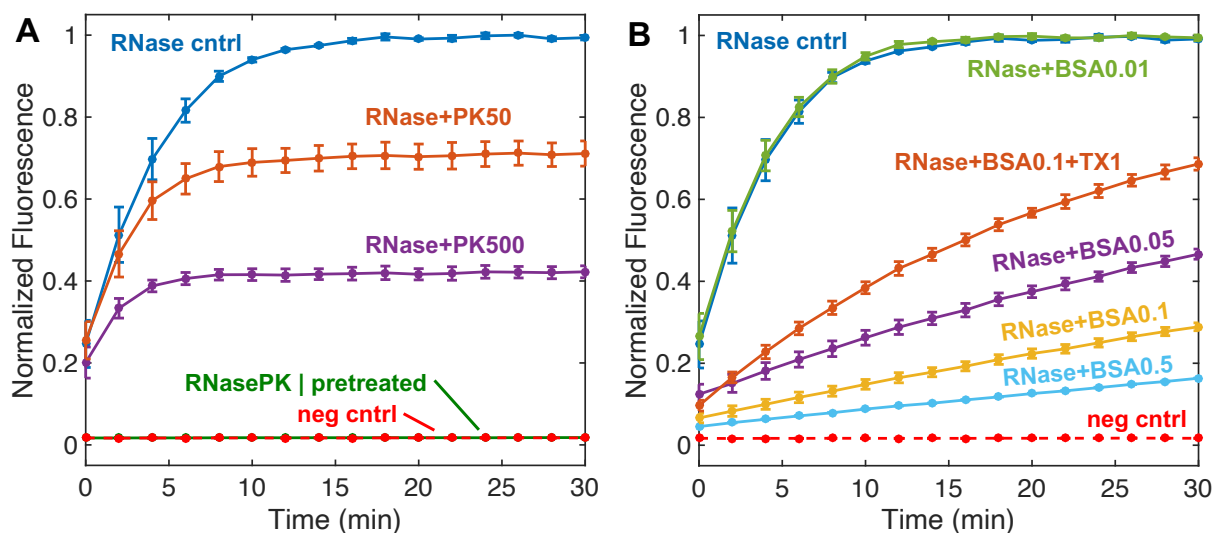 A
RNase cntrl
RNase+PK50
RNase+PK500
RNasePK | pretreated
neg cntrl
Normalized Fluorescence
1
0.8
0.6
0.4
0.2
0
0 5 10 15 20 25 30
Time (min)
B
RNase cntrl
RNase+BSA0.01
RNase+BSA0.1+TX1
RNase+BSA0.05
RNase+BSA0.1
RNase+BSA0.5
neg cntrl
Normalized Fluorescence
1
0.8
0.6
0.4
0.2
0
0 5 10 15 20 25 30
Time (min)